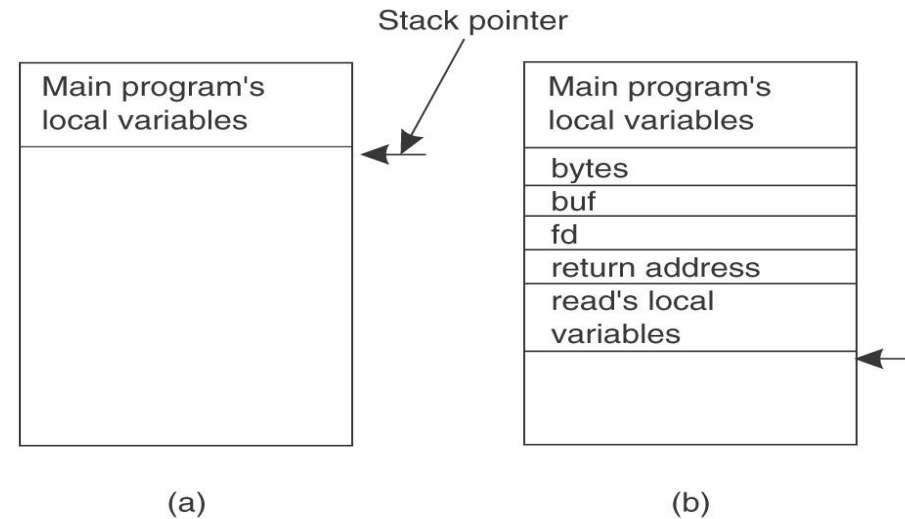 Stack pointer
Main program's
local variables
Main program's
local variables
bytes
buf
fd
return address
read's local
variables
(a)
(b)